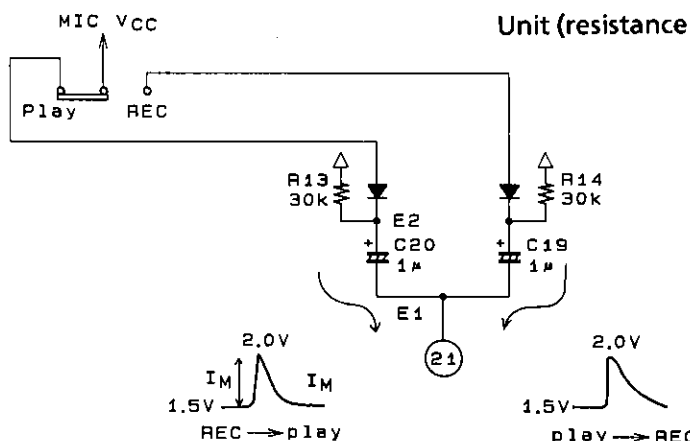 Unit (resistance
MIC VCC
Play
REC
R13
30k
R14
30k
E2
+
C20
1μ
+
C19
1μ
E1
21
2.0V
IM
IM
1.5V
REC → play
2.0V
1.5V
play → REC